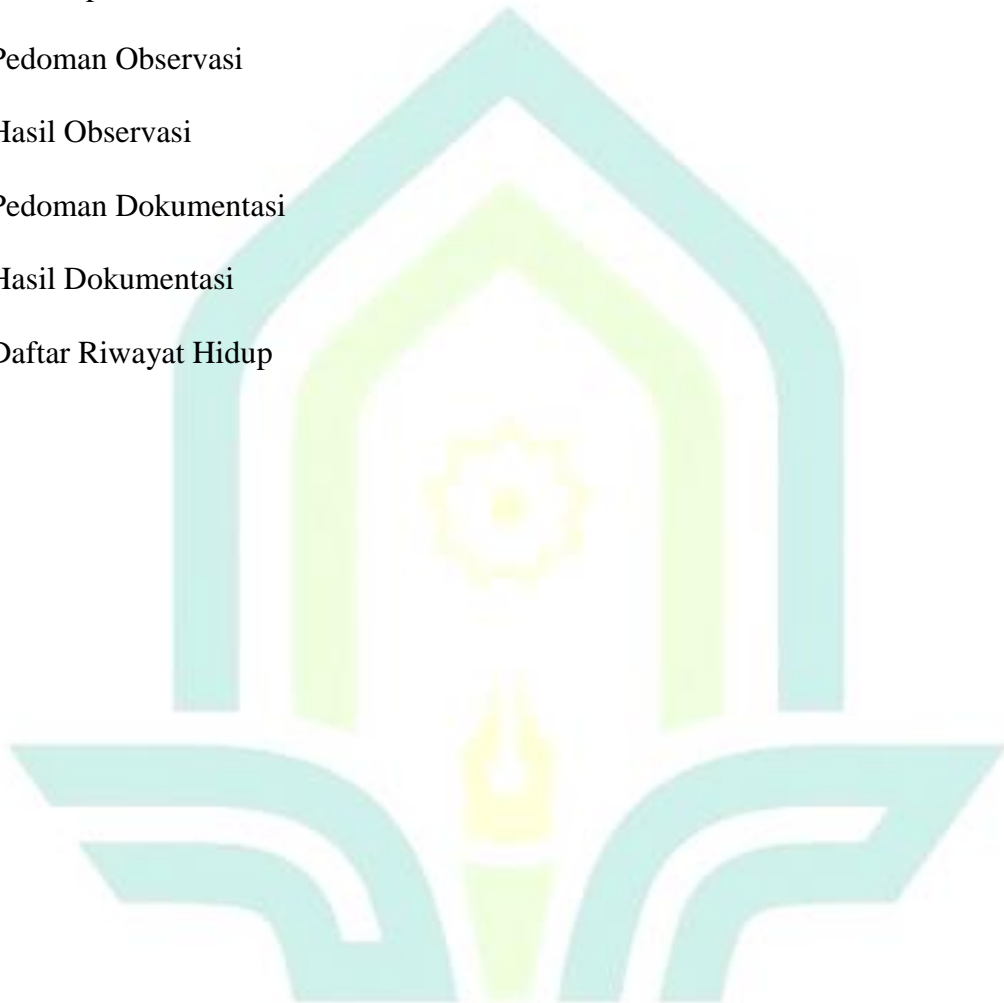 Pedoman Observasi
Hasil Observasi
Pedoman Dokumentasi
Hasil Dokumentasi
Daftar Riwayat Hidup